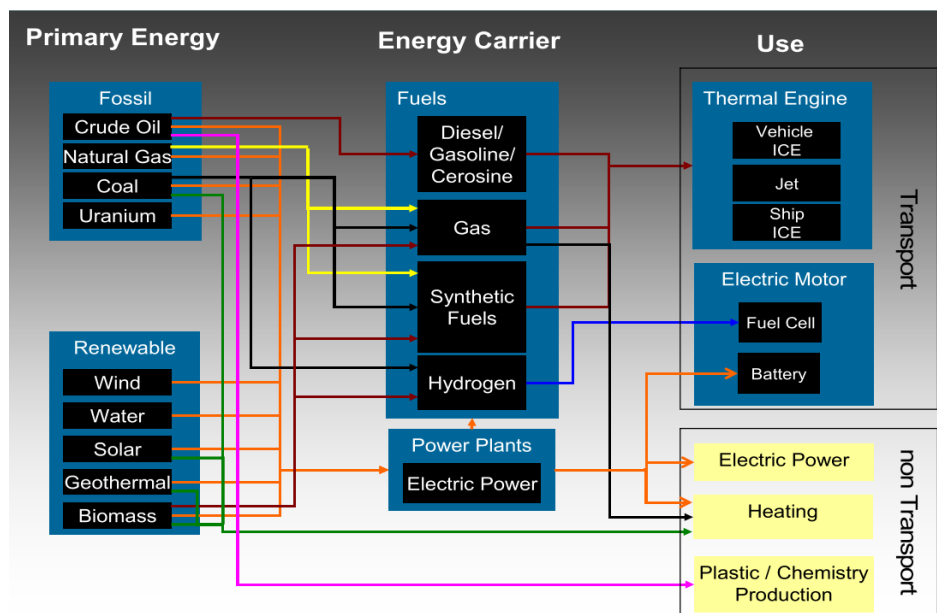 Primary Energy
Energy Carrier
Use
Fossil
Crude Oil
Natural Gas
Coal
Uranium
Renewable
Wind
Water
Solar
Geothermal
Biomass
Fuels
Diesel/
Gasoline/
Cerosine
Gas
Synthetic
Fuels
Hydrogen
Power Plants
Electric Power
Thermal Engine
Vehicle
ICE
Jet
Ship
ICE
Electric Motor
Fuel Cell
Battery
Transport
Electric Power
Heating
Plastic / Chemistry
Production
non Transport